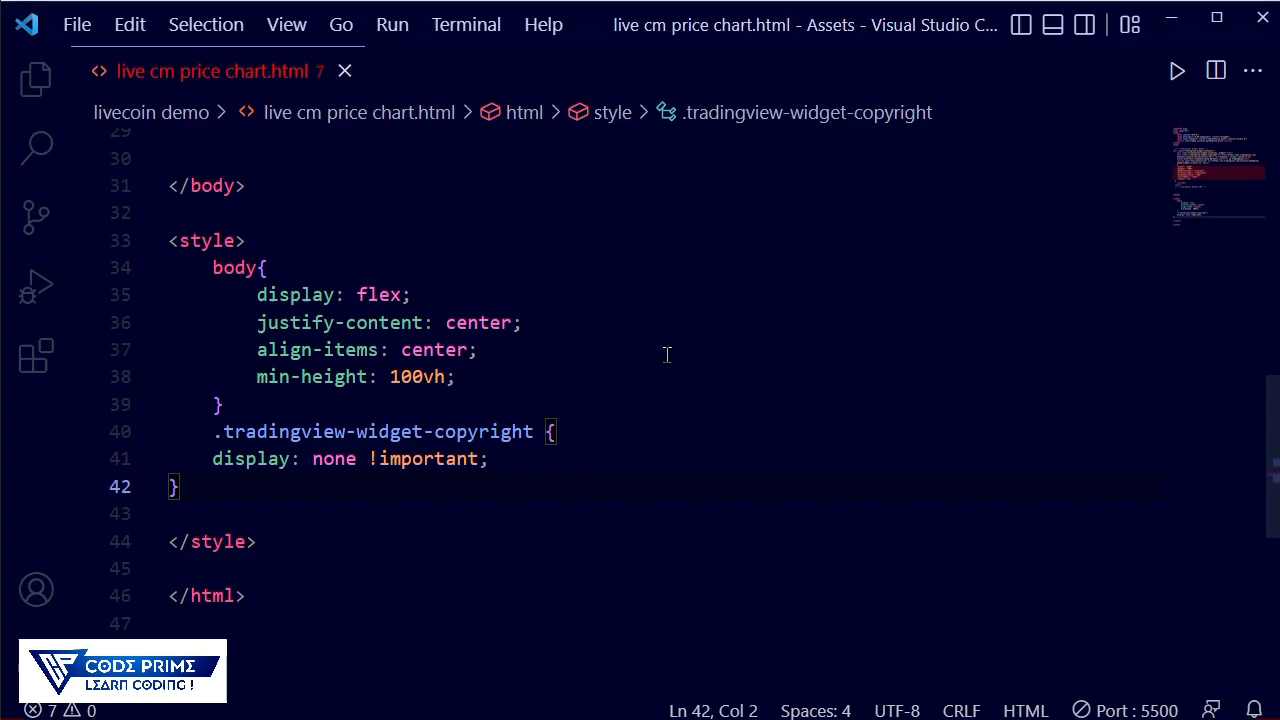 File Edit Selection View Go Run Terminal Help live cm price chart.html - Assets - Visual Studio C...
live cm price chart.html 7
livecoin demo > live cm price chart.html > html > style > .tradingview-widget-copyright
29
30
31 </body>
32
33 <style>
34 body{
35 display: flex;
36 justify-content: center;
37 align-items: center;
38 min-height: 100vh;
39 }
40 .tradingview-widget-copyright {
41 display: none !important;
42 }
43
44 </style>
45
46 </html>
47
CODE PRIME
LEARN CODING !
7 0 Ln 42, Col 2 Spaces: 4 UTF-8 CRLF HTML Port : 5500